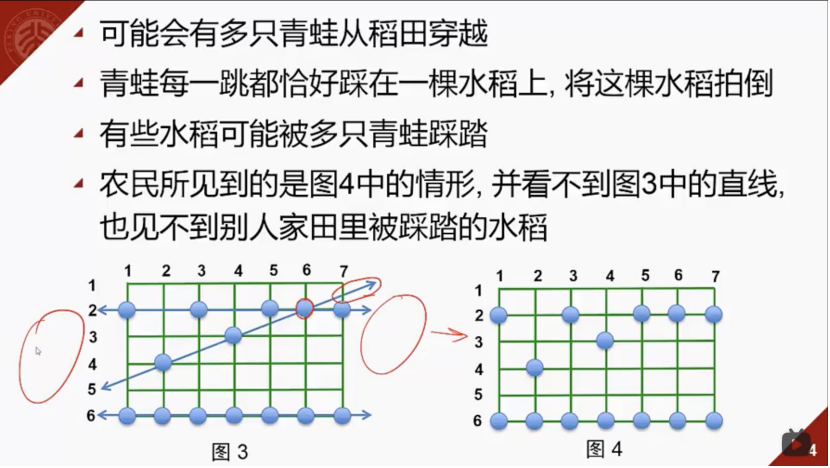 可能会有多只青蛙从稻田穿越
青蛙每一跳都恰好踩在一棵水稻上, 将这棵水稻拍倒
有些水稻可能被多只青蛙踩踏
农民所见到的是图4中的情形, 并看不到图3中的直线,
也见不到别人家田里被踩踏的水稻
1 2 3 4 5 6 7
1
2
3
4
5
6
图 3
1 2 3 4 5 6 7
1
2
3
4
5
6
图 4
4